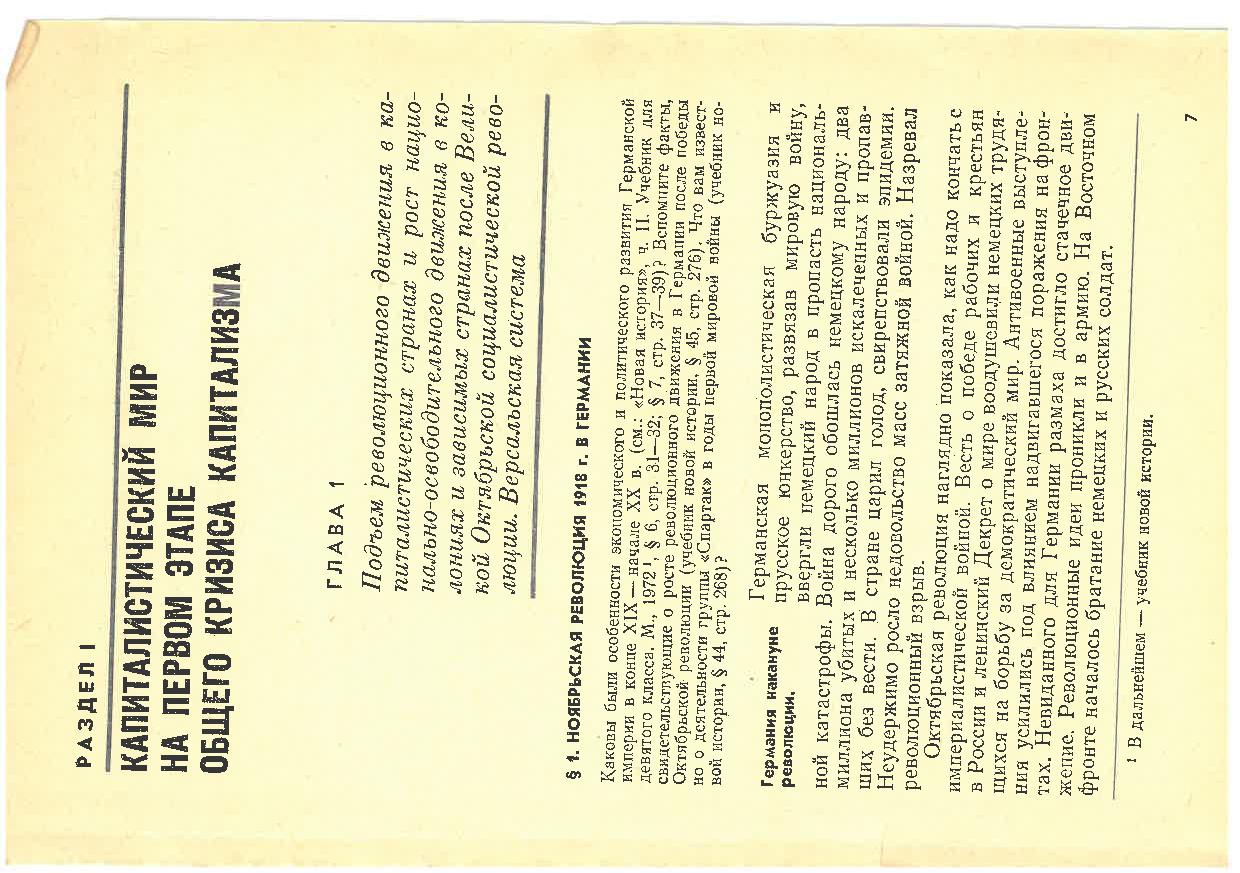 РАЗДЕЛ I
КАПИТАЛИСТИЧЕСКИЙ МИР
НА ПЕРВОМ ЭТАПЕ
ОБЩЕГО КРИЗИСА КАПИТАЛИЗМА
ГЛАВА 1
Подъем революционного движения в ка-
питалистических странах и рост нацио-
нально-освободительного движения в ко-
лониях и зависимых странах после Вели-
кой Октябрьской социалистической рево-
люции. Версальская система
§ 1. НОЯБРЬСКАЯ РЕВОЛЮЦИЯ 1918 г. В ГЕРМАНИИ
Каковы были особенности экономического и политического развития Германской
империи в конце XIX — начале XX в. (см.: «Новая история», ч. II. Учебник для
девятого класса. М., 1972¹, § 6, стр. 31—32; § 7, стр. 37—39)? Вспомните факты,
свидетельствующие о росте революционного движения в Германии после победы
Октябрьской революции (учебник новой истории, § 45, стр. 276). Что вам извест-
но о деятельности группы «Спартак» в годы первой мировой войны (учебник но-
вой истории, § 44, стр. 268)?
Германия накануне
революции.
Германская монополистическая буржуазия и
прусское юнкерство, развязав мировую войну,
ввергли немецкий народ в пропасть националь-
ной катастрофы. Война дорого обошлась немецкому народу: два
миллиона убитых и несколько миллионов искалеченных и пропав-
ших без вести. В стране царил голод, свирепствовали эпидемии.
Неудержимо росло недовольство масс затяжной войной. Назревал
революционный взрыв.
Октябрьская революция наглядно показала, как надо кончать с
империалистической войной. Весть о победе рабочих и крестьян
в России и ленинский Декрет о мире воодушевили немецких трудя-
щихся на борьбу за демократический мир. Антивоенные выступле-
ния усилились под влиянием надвигавшегося поражения на фрон-
тах. Невиданного для Германии размаха достигло стачечное дви-
жение. Революционные идеи проникли и в армию. На Восточном
фронте началось братание немецких и русских солдат.
¹ В дальнейшем — учебник новой истории.
7